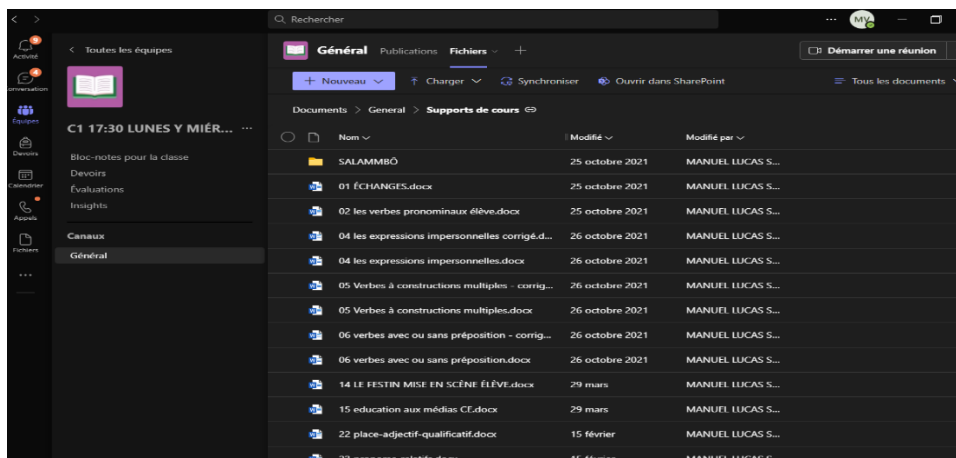 Rechercher
MV
9
Activité
4
onversation
Équipes
Devoirs
Calendrier
Appels
Fichiers
Toutes les équipes
C1 17:30 LUNES Y MIÉR... ...
Bloc-notes pour la classe
Devoirs
Évaluations
Insights
Canaux
Général
Général Publications Fichiers
Démarrer une réunion
Nouveau Charger Synchroniser Ouvrir dans SharePoint Tous les documents
Documents > General > Supports de cours
Nom Modifié Modifié par
SALAMMBÔ 25 octobre 2021 MANUEL LUCAS S...
01 ÉCHANGES.docx 25 octobre 2021 MANUEL LUCAS S...
02 les verbes pronominaux élève.docx 25 octobre 2021 MANUEL LUCAS S...
04 les expressions impersonnelles corrigé.d... 26 octobre 2021 MANUEL LUCAS S...
04 les expressions impersonnelles.docx 26 octobre 2021 MANUEL LUCAS S...
05 Verbes à constructions multiples - corrig... 26 octobre 2021 MANUEL LUCAS S...
05 Verbes à constructions multiples.docx 26 octobre 2021 MANUEL LUCAS S...
06 verbes avec ou sans préposition - corrig... 26 octobre 2021 MANUEL LUCAS S...
06 verbes avec ou sans préposition.docx 26 octobre 2021 MANUEL LUCAS S...
14 LE FESTIN MISE EN SCÈNE ÉLÈVE.docx 29 mars MANUEL LUCAS S...
15 education aux médias CE.docx 29 mars MANUEL LUCAS S...
22 place-adjectif-qualificatif.docx 15 février MANUEL LUCAS S...